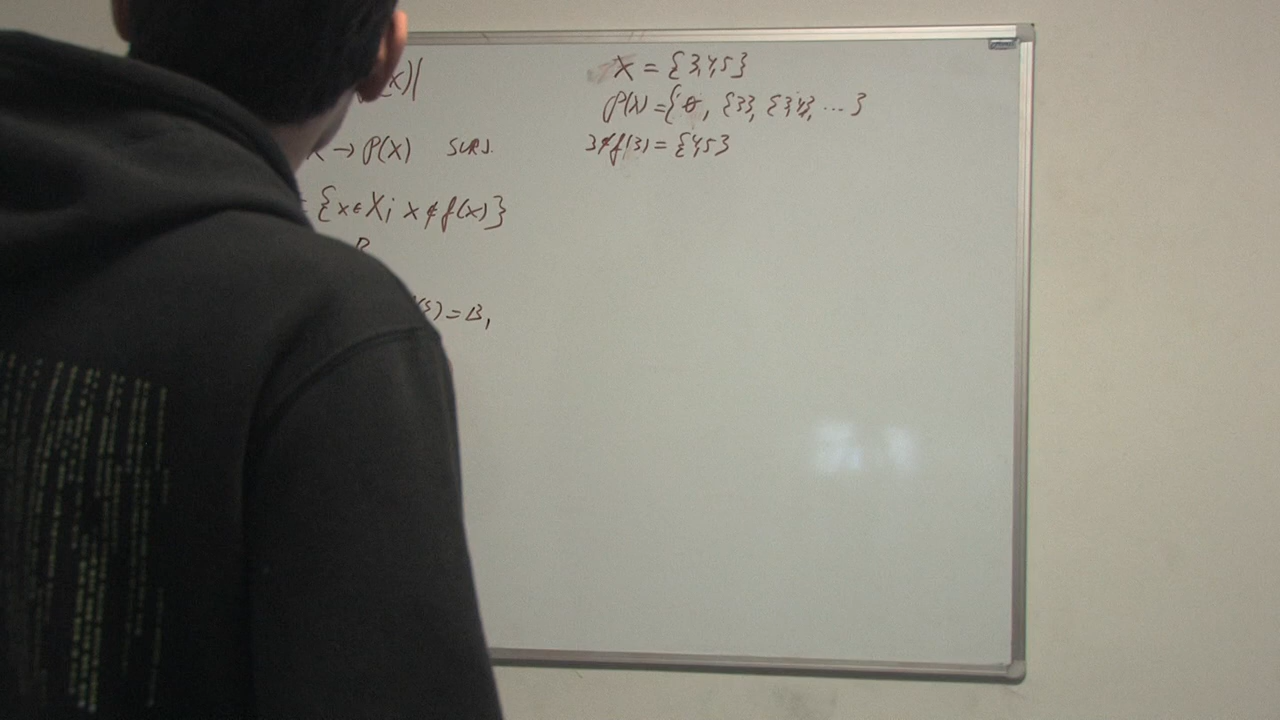 (x)|
→ P(X) SURJ.
= {x ∈ X; x ∉ f(x)}
B
(s) = B,
X = {3,4,5}
P(X) = {∅, {3}, {3,4}, ... }
3 ∉ f(3) = {4,5}